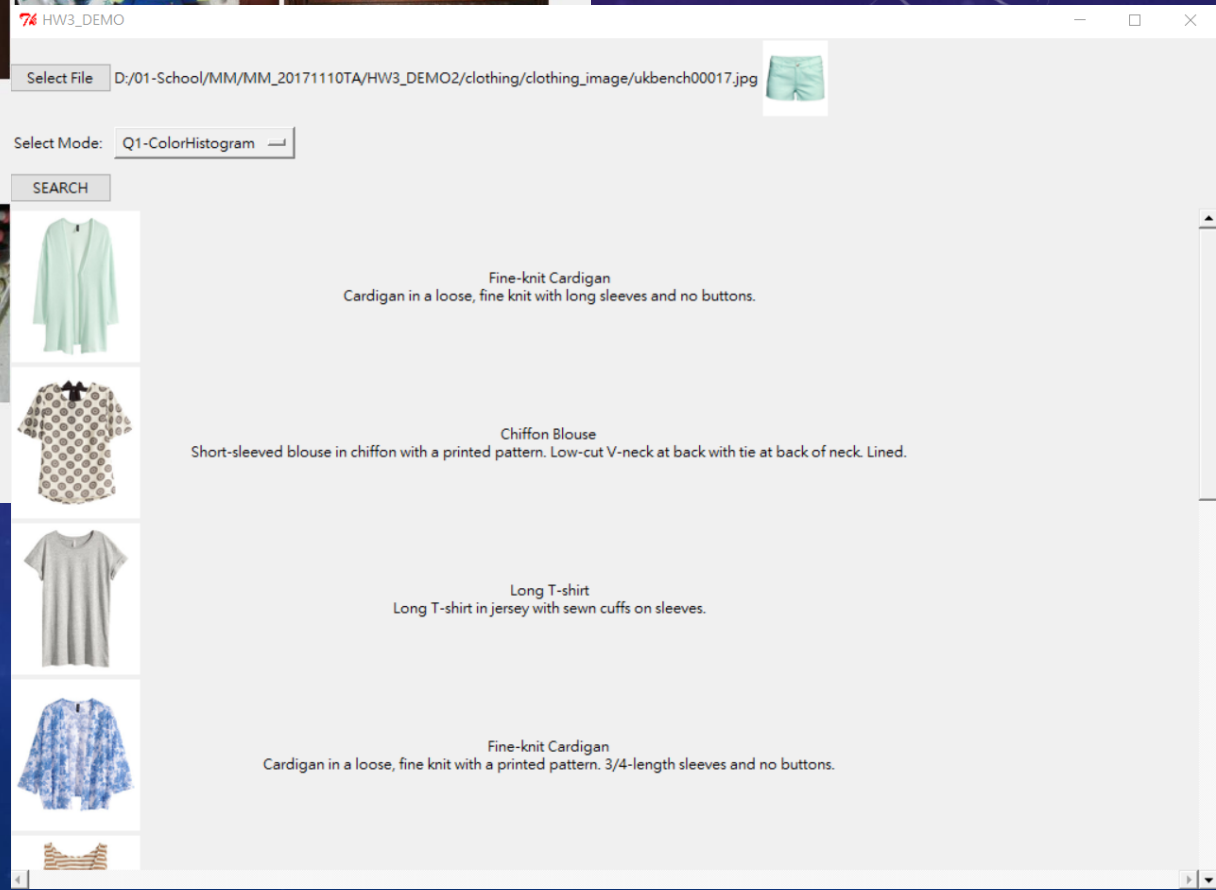 HW3_DEMO
Select File D:/01-School/MM/MM_20171110TA/HW3_DEMO2/clothing/clothing_image/ukbench00017.jpg
Select Mode: Q1-ColorHistogram
SEARCH
Fine-knit Cardigan
Cardigan in a loose, fine knit with long sleeves and no buttons.
Chiffon Blouse
Short-sleeved blouse in chiffon with a printed pattern. Low-cut V-neck at back with tie at back of neck. Lined.
Long T-shirt
Long T-shirt in jersey with sewn cuffs on sleeves.
Fine-knit Cardigan
Cardigan in a loose, fine knit with a printed pattern. 3/4-length sleeves and no buttons.